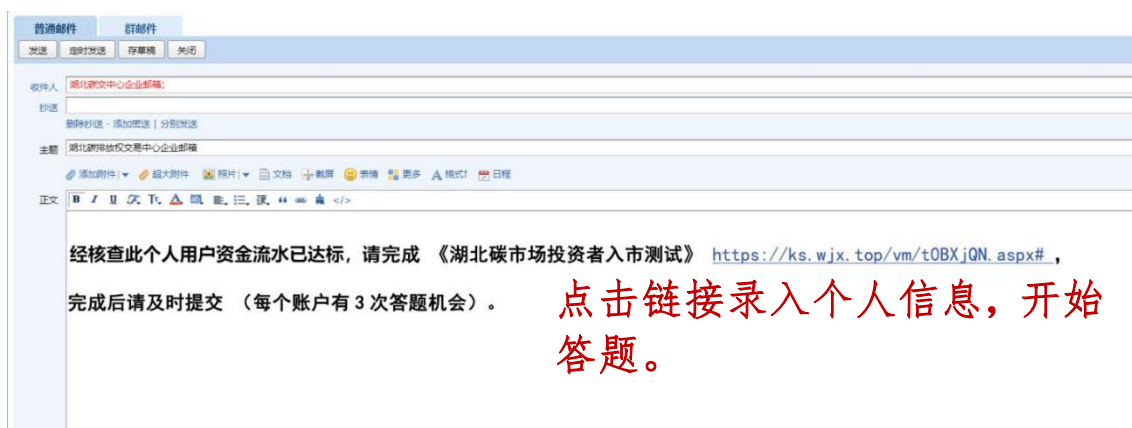 普通邮件 群邮件
发送 定时发送 存草稿 关闭
收件人 湖北碳交中心企业邮箱;
抄送
删除抄送 - 添加密送 | 分别发送
主题 湖北碳排放权交易中心企业邮箱
添加附件 超大附件 照片 文档 截屏 表情 更多 A 格式↑ 日程
正文 B I U </>
经核查此个人用户资金流水已达标，请完成 《湖北碳市场投资者入市测试》 https://ks.wjx.top/vm/tOBXjQN.aspx# ，
完成后请及时提交 （每个账户有 3 次答题机会）。
点击链接录入个人信息，开始
答题。